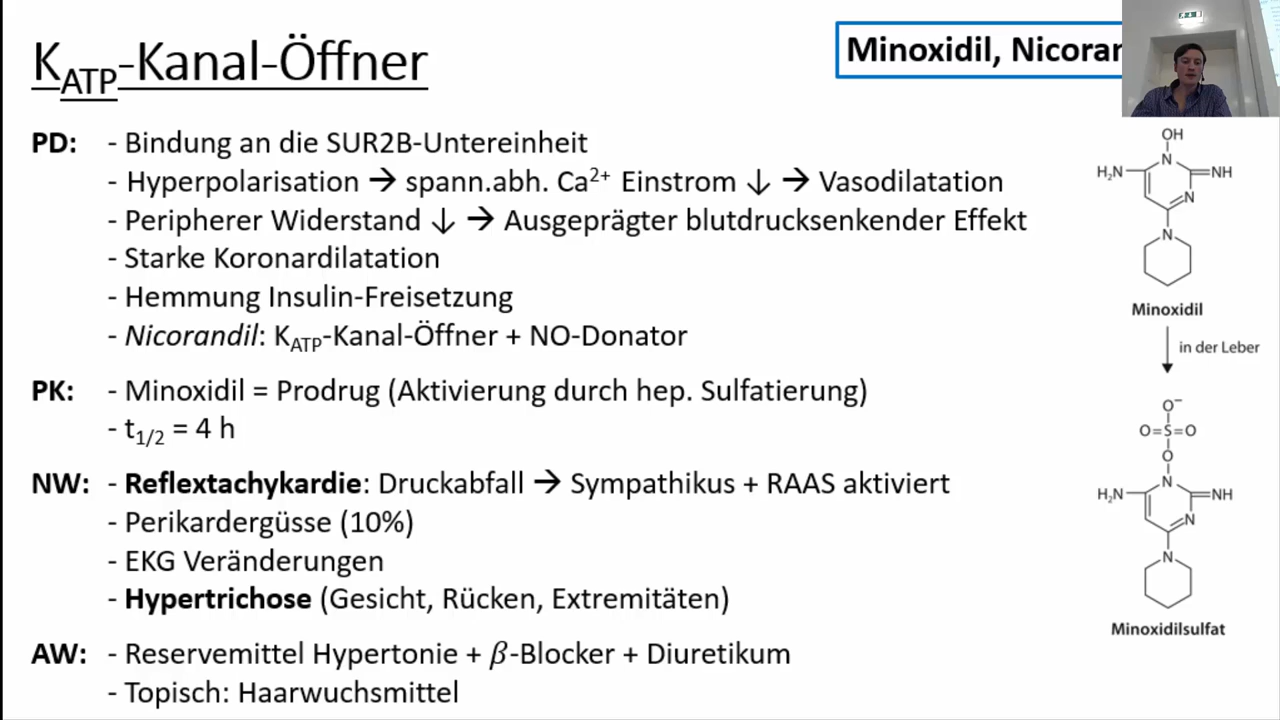 K_ATP-Kanal-Öffner
Minoxidil, Nicorar
PD: - Bindung an die SUR2B-Untereinheit
- Hyperpolarisation → spann.abh. Ca²⁺ Einstrom ↓ → Vasodilatation
- Peripherer Widerstand ↓ → Ausgeprägter blutdrucksenkender Effekt
- Starke Koronardilatation
- Hemmung Insulin-Freisetzung
- Nicorandil: K_ATP-Kanal-Öffner + NO-Donator
PK: - Minoxidil = Prodrug (Aktivierung durch hep. Sulfatierung)
- t_1/2 = 4 h
NW: - Reflextachykardie: Druckabfall → Sympathikus + RAAS aktiviert
- Perikardergüsse (10%)
- EKG Veränderungen
- Hypertrichose (Gesicht, Rücken, Extremitäten)
AW: - Reservemittel Hypertonie + β-Blocker + Diuretikum
- Topisch: Haarwuchsmittel
OH
N
H₂N NH
N
N
Minoxidil
in der Leber
O⁻
O=S=O
O
N
H₂N NH
N
N
Minoxidilsulfat